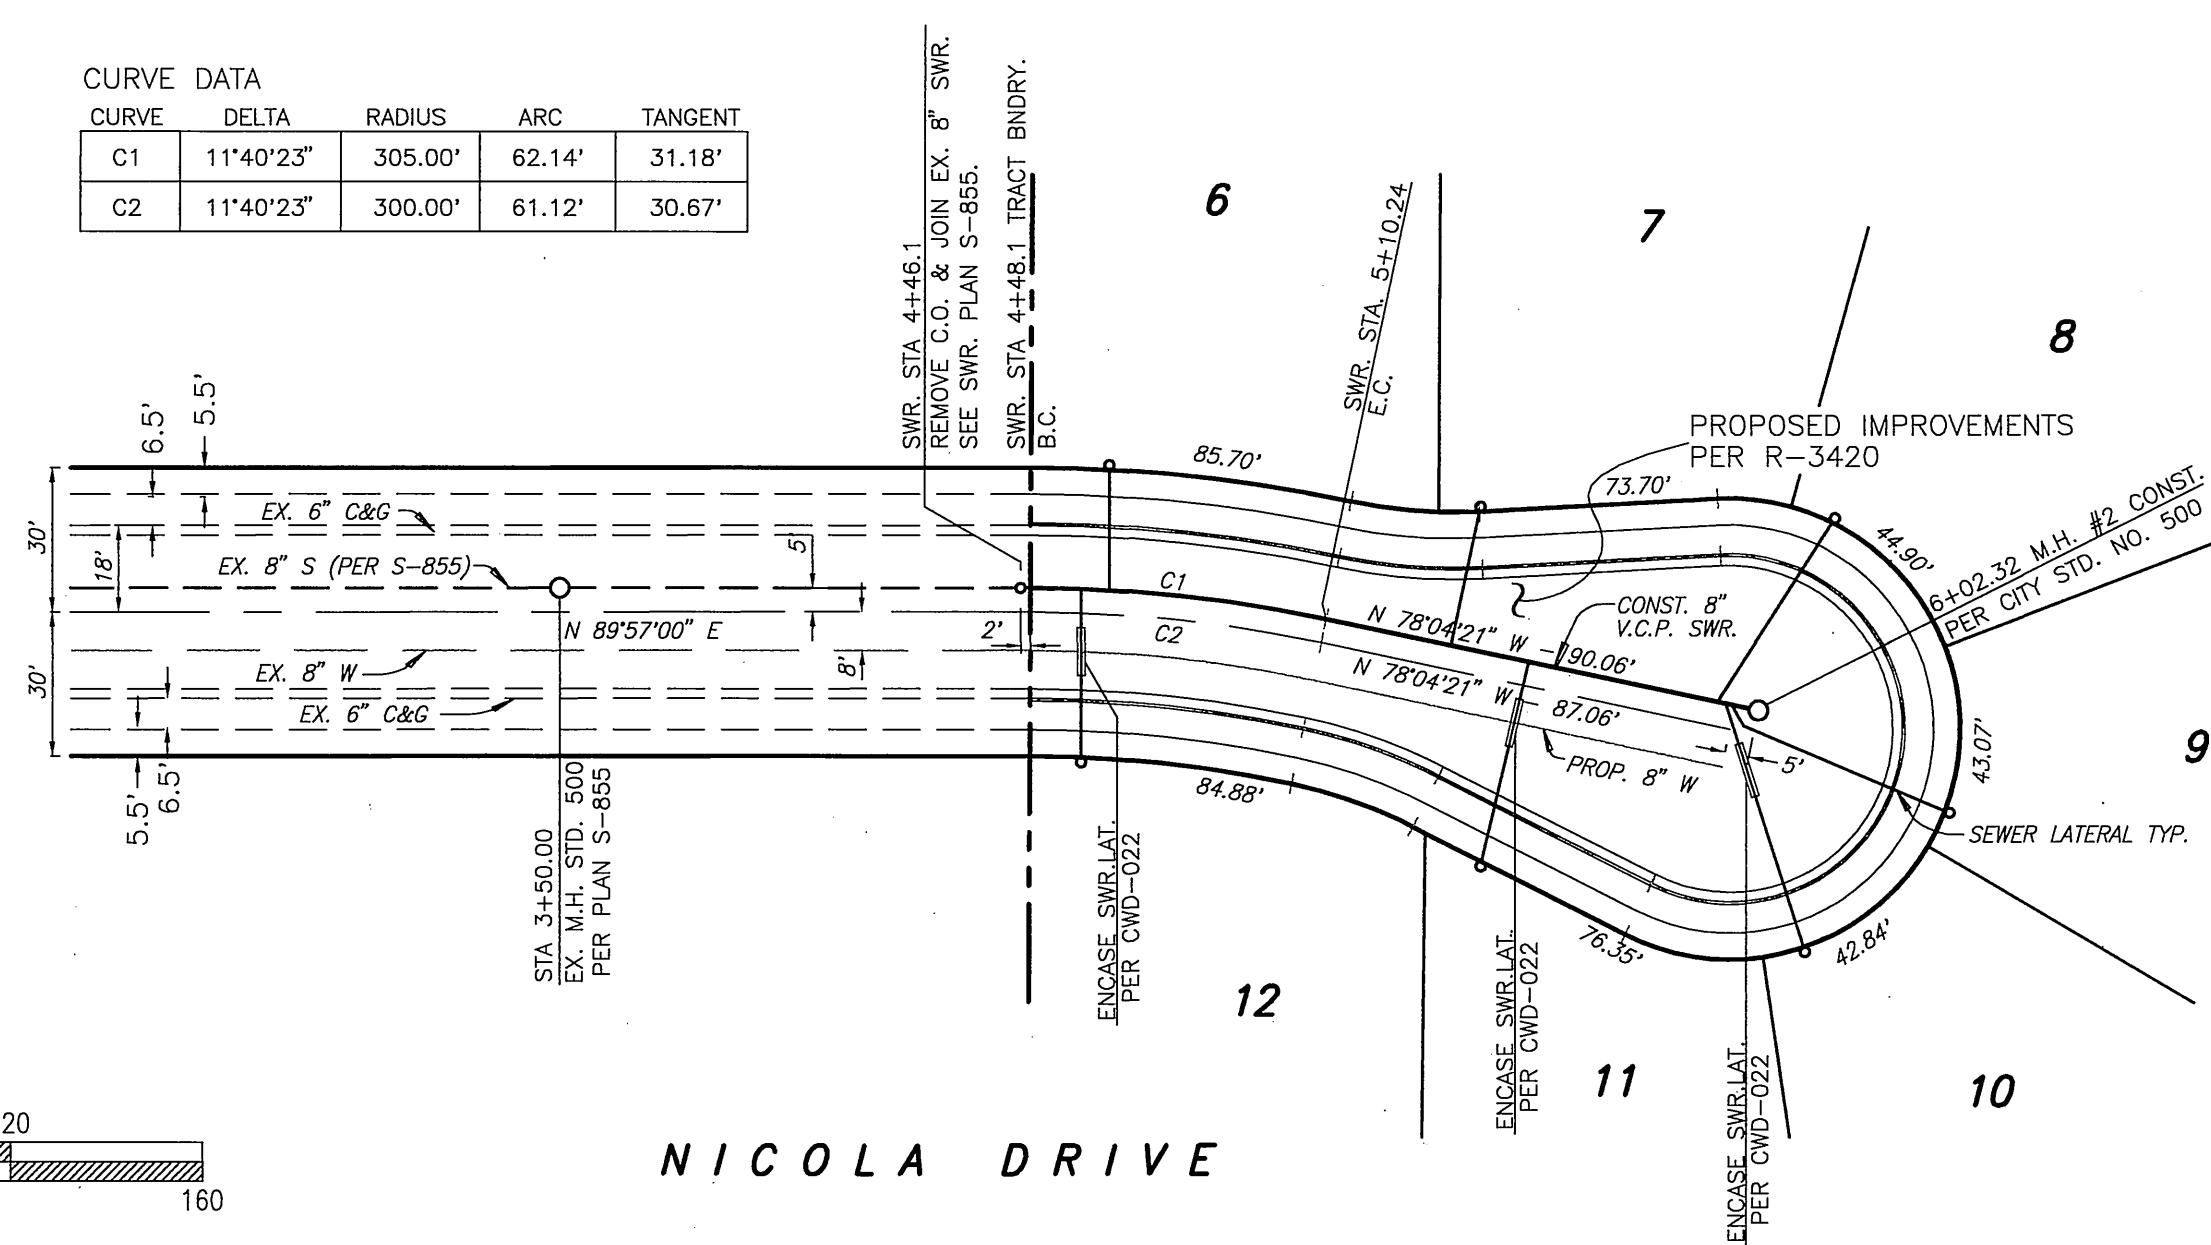 CURVE DATA
CURVE DELTA RADIUS ARC TANGENT
C1 11°40'23" 305.00' 62.14' 31.18'
C2 11°40'23" 300.00' 61.12' 30.67'
SWR. STA 4+46.1
REMOVE C.O. & JOIN EX. 8" SWR.
SEE SWR. PLAN S-855.
SWR. STA 4+48.1 TRACT BNDRY.
B.C.
6
SWR. STA. 5+10.24
E.C.
7
8
PROPOSED IMPROVEMENTS
PER R-3420
6.5'
5.5'
85.70'
73.70'
44.90'
6+02.32 M.H. #2 CONST.
PER CITY STD. NO. 500
30'
18'
EX. 6" C&G
EX. 8" S (PER S-855)
5'
C1
CONST. 8"
V.C.P. SWR.
N 89°57'00" E
2'
C2
N 78°04'21" W
90.06'
30'
EX. 8" W
8'
N 78°04'21" W
87.06'
EX. 6" C&G
PROP. 8" W
5'
43.07'
9
5.5'
6.5'
84.88'
SEWER LATERAL TYP.
STA 3+50.00
EX. M.H. STD. 500
PER PLAN S-855
ENCASE SWR.LAT.
PER CWD-022
76.35'
42.84'
12
ENCASE SWR.LAT.
PER CWD-022
11
ENCASE SWR.LAT.
PER CWD-022
10
20
160
NICOLA DRIVE